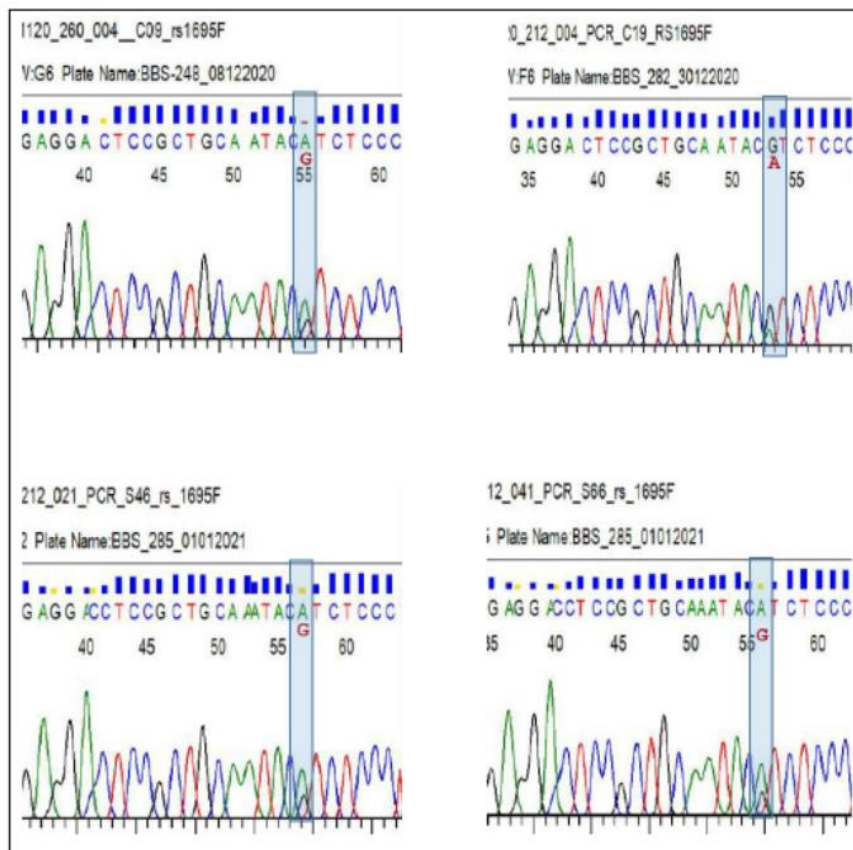 I120_260_004__C09_rs1695F
V:G6 Plate Name:BBS-248_08122020
GAGGACTCCGCTGCAATACATCTCCC
G
40 45 50 55 60
)0_212_004_PCR_C19_RS1695F
V:F6 Plate Name:BBS_282_30122020
GAGGACTCCGCTGCAATACGTCTCCC
A
35 40 45 50 55
212_021_PCR_S46_rs_1695F
2 Plate Name:BBS_285_01012021
GAGGACCTCCGCTGCAAATACATCTCCC
G
40 45 50 55 60
12_041_PCR_S66_rs_1695F
5 Plate Name:BBS_285_01012021
GAGGACCTCCGCTGCAAATACATCTCCC
G
35 40 45 50 55 60